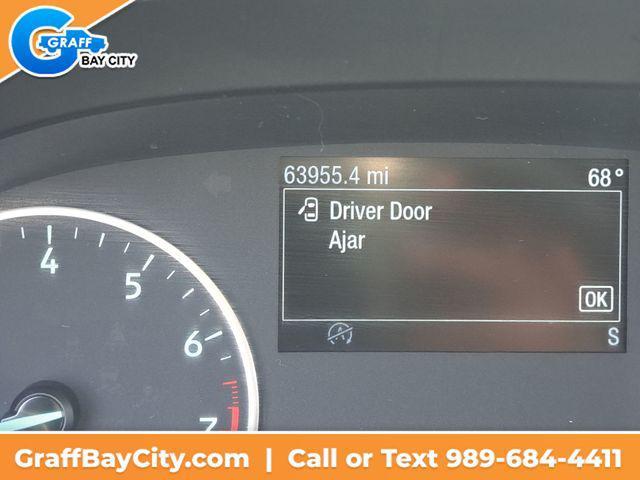 GRAFF
BAY CITY
63955.4 mi 68°
Driver Door
Ajar
OK
A S
4
5
6
7
GraffBayCity.com | Call or Text 989-684-4411